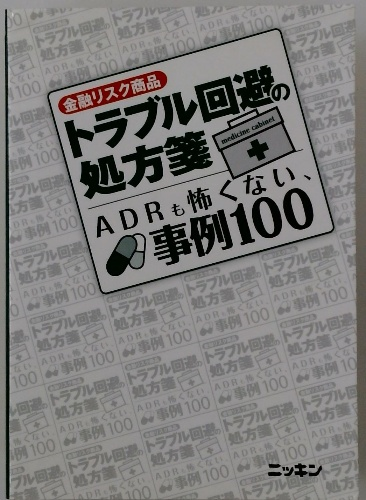 金融リスク商品
トラブル回避の
処方箋
medicine cabinet
ADRも怖くない、
事例100
ニッキン